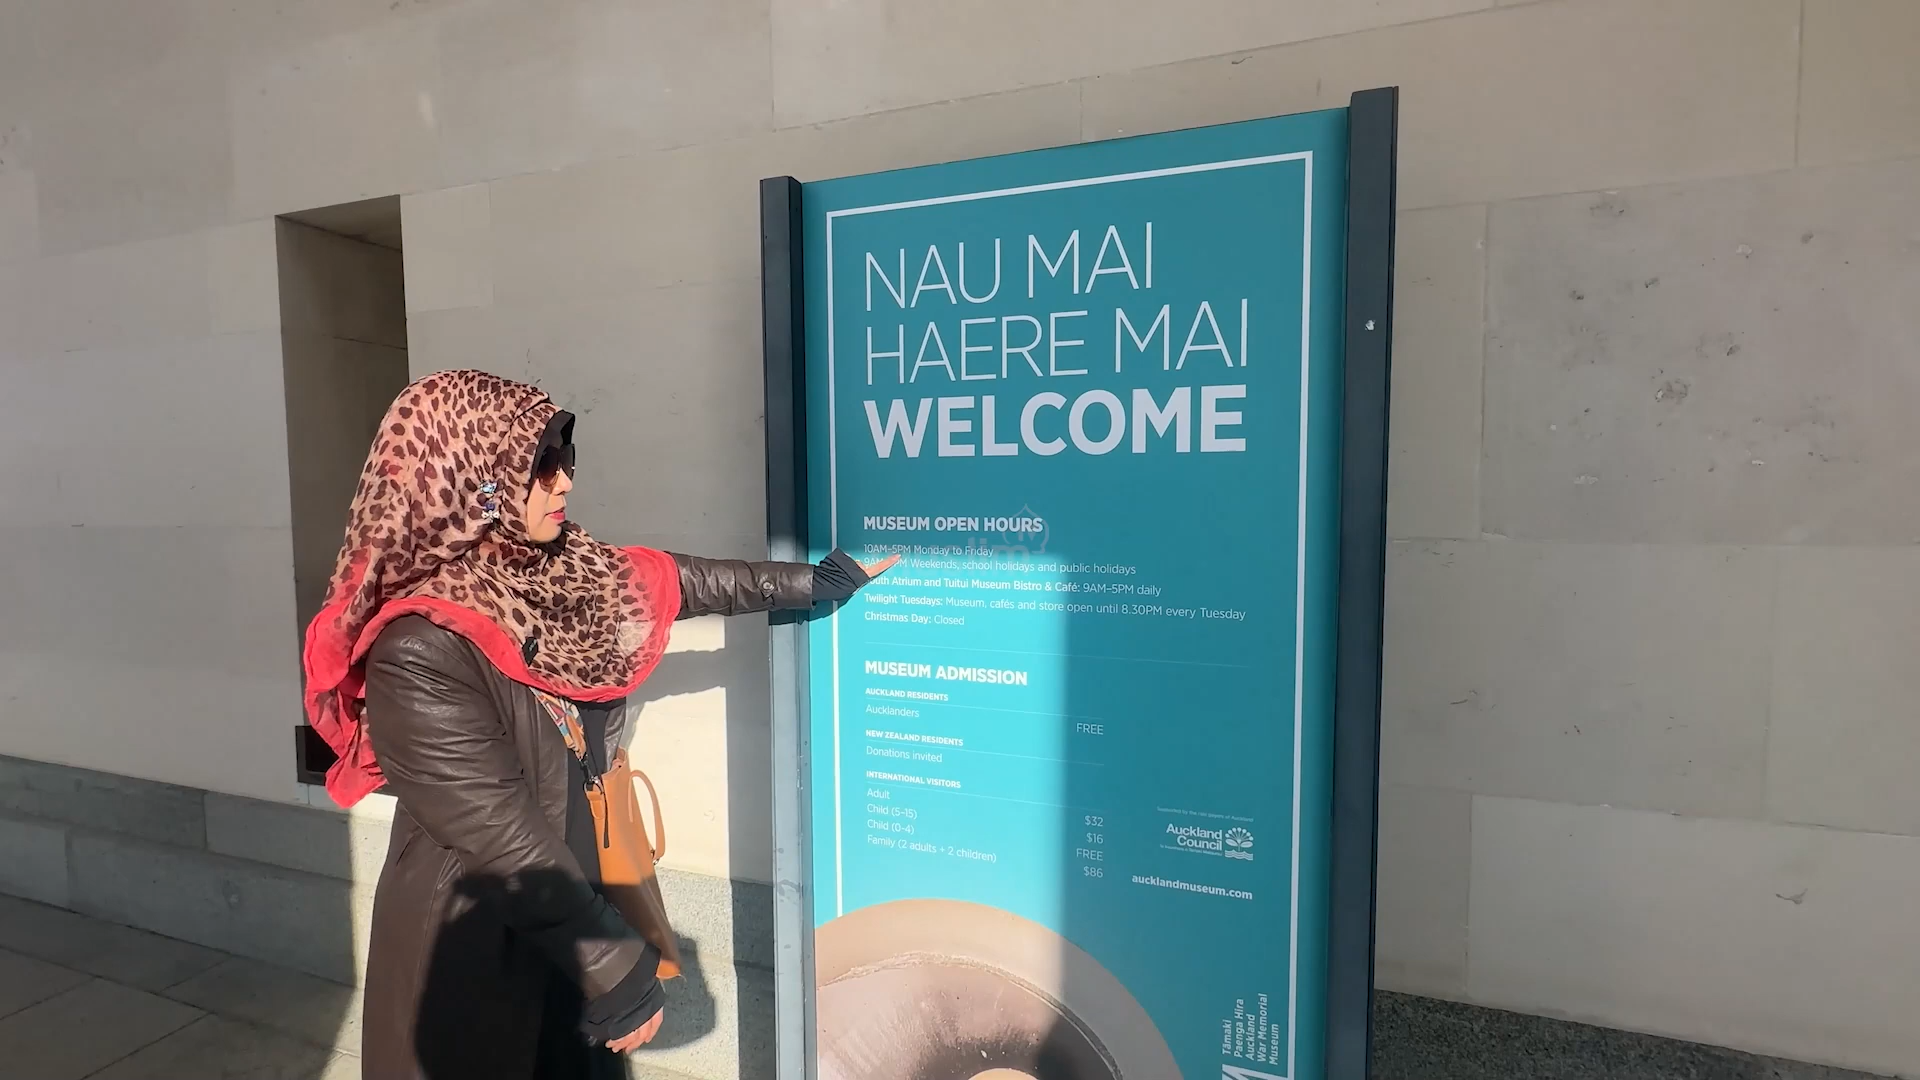 NAU MAI
HAERE MAI
WELCOME
MUSEUM OPEN HOURS
10AM–5PM Monday to Friday
PM Weekends, school holidays and public holidays
Atrium and Tuitui Museum Bistro & Café: 9AM–5PM daily
Twilight Tuesdays: Museum, cafés and store open until 8.30PM every Tuesday
Christmas Day: Closed
MUSEUM ADMISSION
AUCKLAND RESIDENTS
Aucklanders FREE
NEW ZEALAND RESIDENTS
Donations invited
INTERNATIONAL VISITORS
Adult $32
Child (5–15) $16
Child (0–4) FREE
Family (2 adults + 2 children) $86
Auckland
Council
aucklandmuseum.com
Tāmaki
Paenga Hira
Auckland
War Memorial
Museum